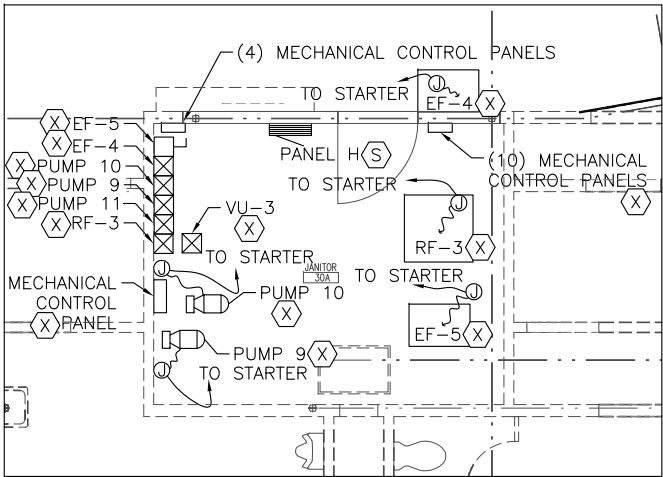 (4) MECHANICAL CONTROL PANELS
TO STARTER
J
EF-4 X
X EF-5
X EF-4
X PUMP 10
X PUMP 9
X PUMP 11
X RF-3
PANEL H S
(10) MECHANICAL
CONTROL PANELS
X
TO STARTER
J
RF-3 X
VU-3
X
TO STARTER
J
JANITOR
30A
TO STARTER
J
MECHANICAL
CONTROL
X PANEL
PUMP 10
X
EF-5 X
PUMP 9 X
J
TO STARTER